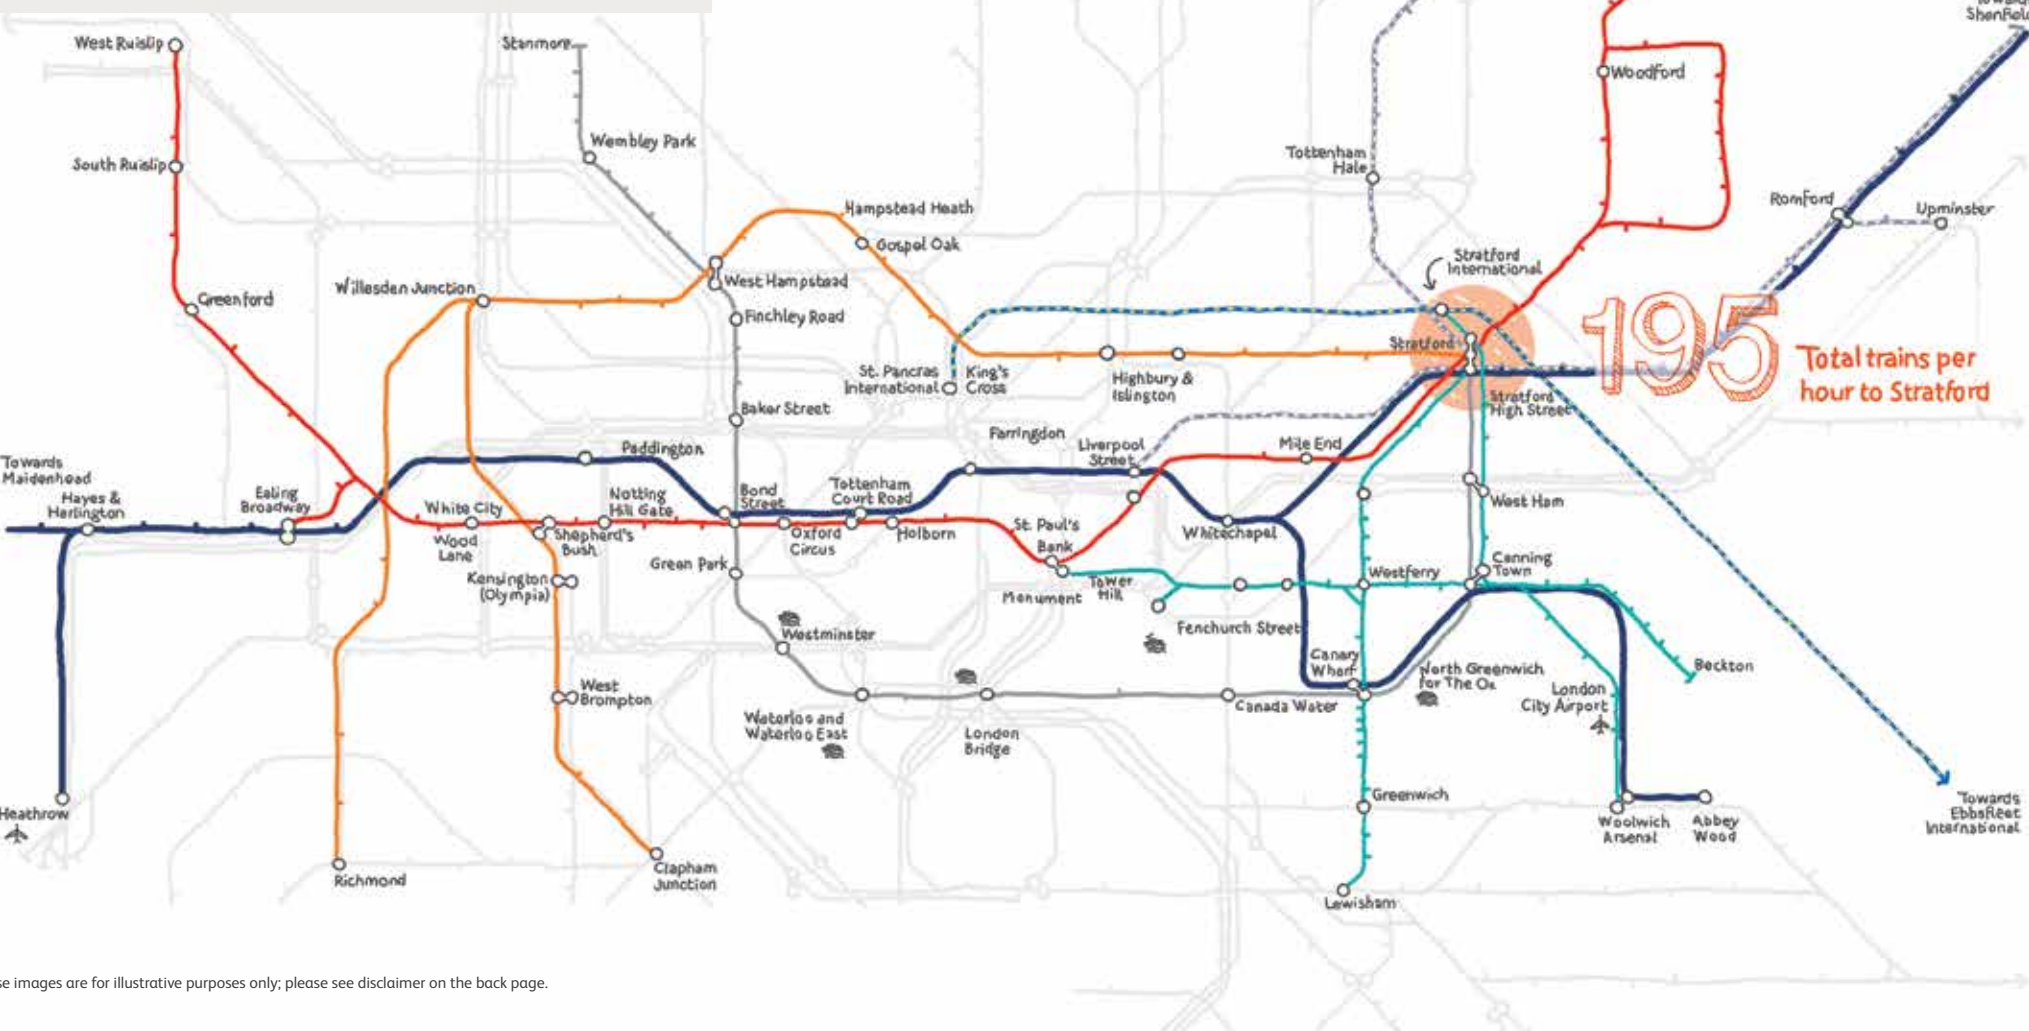 Towards
Shenfield
West Ruislip
Stanmore
Woodford
Wembley Park
Tottenham
Hale
South Ruislip
Romford
Upminster
Hampstead Heath
Gospel Oak
Stratford
International
West Hampstead
Willesden Junction
Greenford
Finchley Road
195
Total trains per
hour to Stratford
Stratford
St. Pancras
International
King's
Cross
Highbury &
Islington
Stratford
High Street
Baker Street
Farringdon
Liverpool
Street
Mile End
Paddington
Towards
Maidenhead
Hayes &
Harlington
Ealing
Broadway
White City
Wood
Lane
Notting
Hill Gate
Shepherd's
Bush
Bond
Street
Tottenham
Court Road
Oxford
Circus
Holborn
St. Paul's
Bank
Whitechapel
West Ham
Canning
Town
Westferry
Green Park
Kensington
(Olympia)
Monument
Tower
Hill
Fenchurch Street
Westminster
Canary
Wharf
North Greenwich
for The O2
Beckton
London
City Airport
West
Brompton
Waterloo and
Waterloo East
London
Bridge
Canada Water
Greenwich
Heathrow
Woolwich
Arsenal
Abbey
Wood
Towards
Ebbsfleet
International
Richmond
Clapham
Junction
Lewisham
se images are for illustrative purposes only; please see disclaimer on the back page.